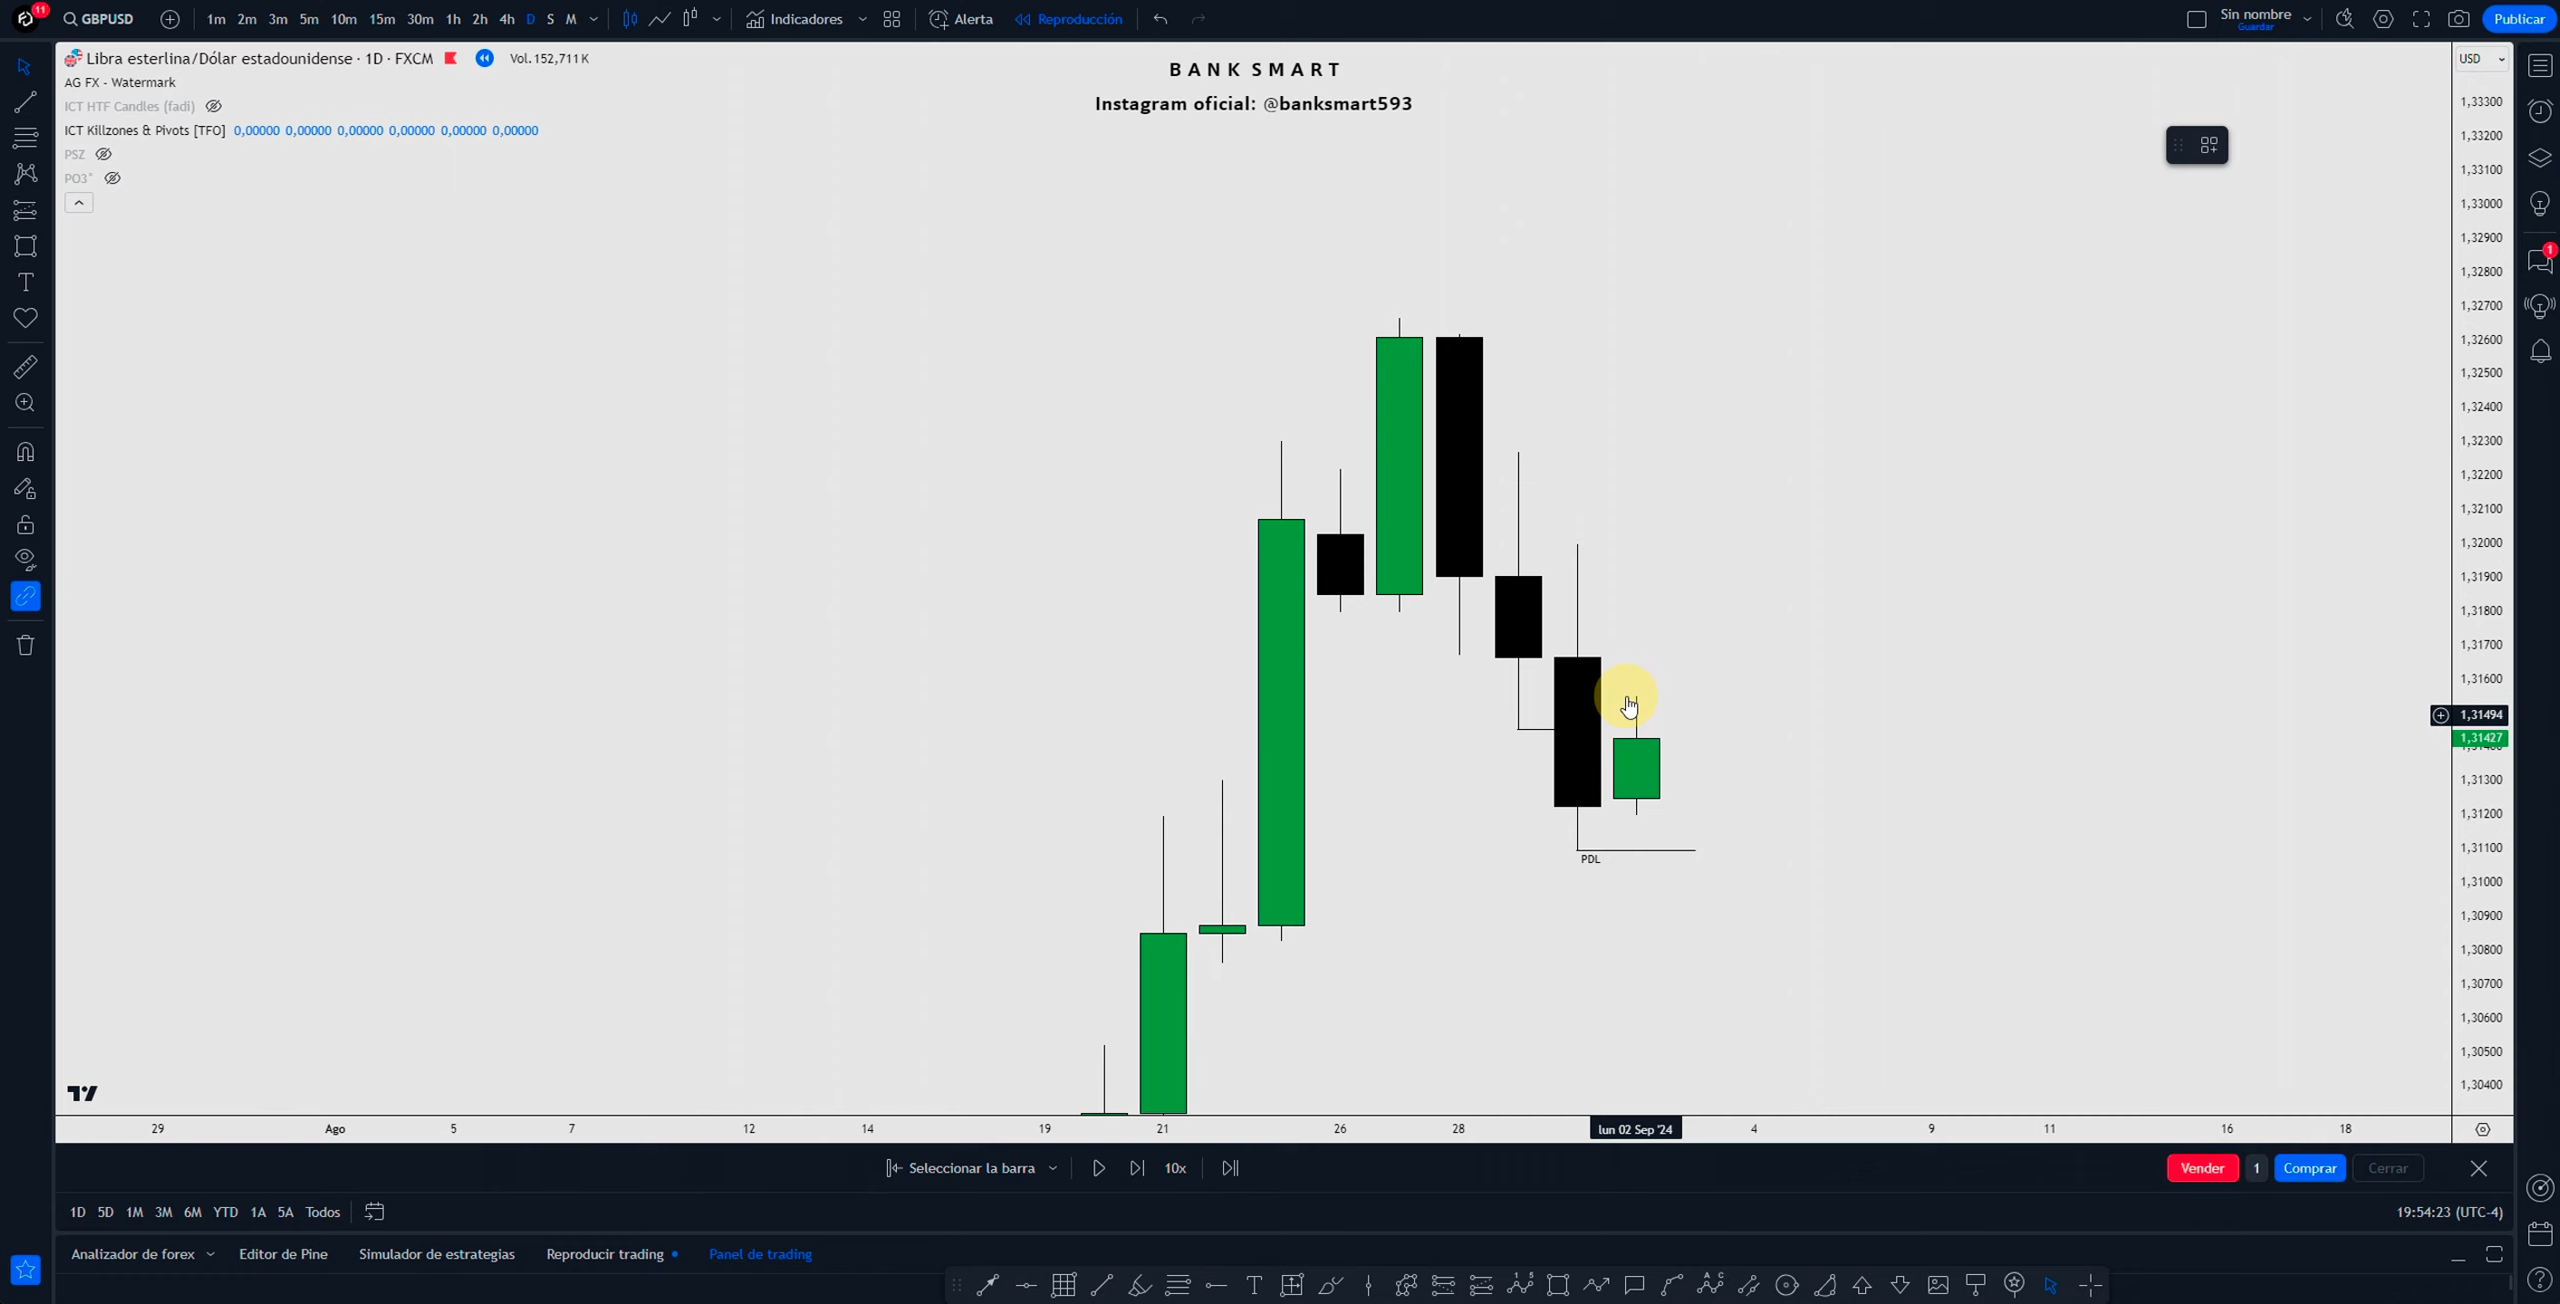 11
GBPUSD 1m 2m 3m 5m 10m 15m 30m 1h 2h 4h D S M Indicadores Alerta Reproducción Sin nombre Guardar Publicar
Libra esterlina/Dólar estadounidense · 1D · FXCM Vol. 152,711 K
AG FX - Watermark
ICT HTF Candles (fadi)
ICT Killzones & Pivots [TFO] 0,00000 0,00000 0,00000 0,00000 0,00000 0,00000
PSZ
PO3*
BANK SMART
Instagram oficial: @banksmart593
USD
1,33300
1,33200
1,33100
1,33000
1,32900
1,32800
1,32700
1,32600
1,32500
1,32400
1,32300
1,32200
1,32100
1,32000
1,31900
1,31800
1,31700
1,31600
1,31494
1,31427
1,31300
1,31200
1,31100
1,31000
1,30900
1,30800
1,30700
1,30600
1,30500
1,30400
1
PDL
29 Ago 5 7 12 14 19 21 26 28 lun 02 Sep '24 4 9 11 16 18
Seleccionar la barra 10x Vender 1 Comprar Cerrar
1D 5D 1M 3M 6M YTD 1A 5A Todos 19:54:23 (UTC-4)
Analizador de forex Editor de Pine Simulador de estrategias Reproducir trading Panel de trading